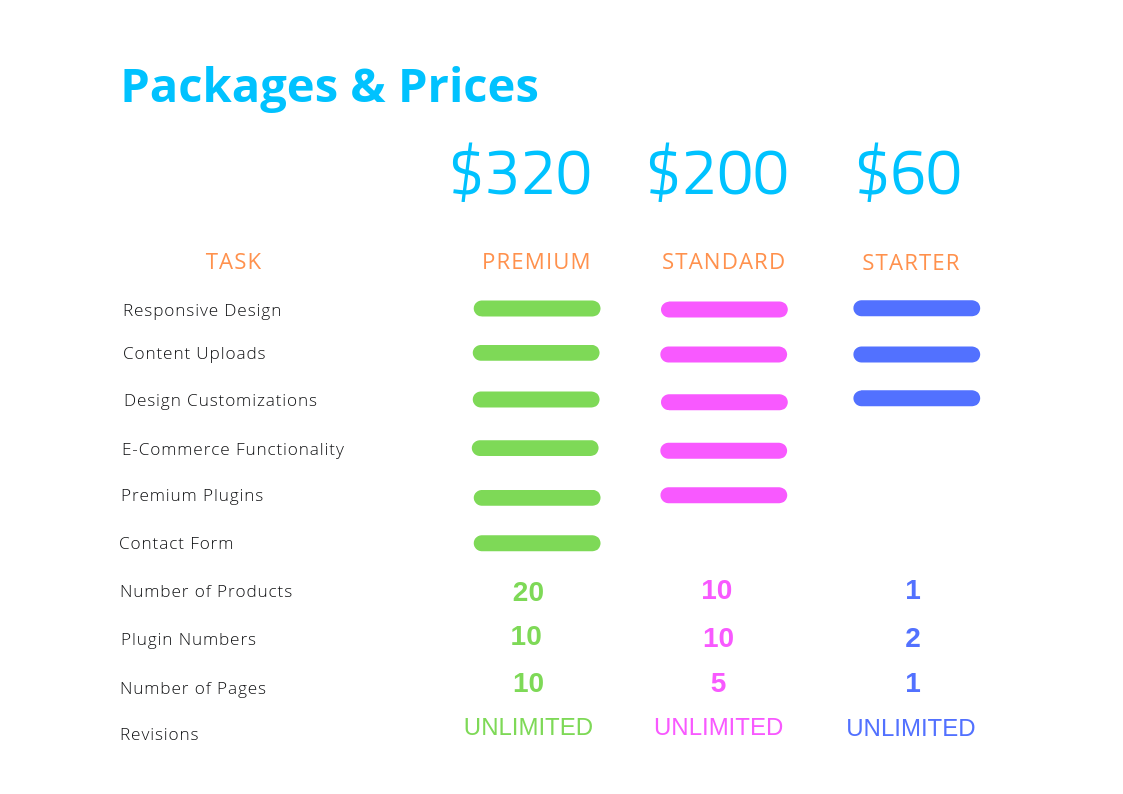 Packages & Prices
$320 $200 $60
TASK PREMIUM STANDARD STARTER
Responsive Design
Content Uploads
Design Customizations
E-Commerce Functionality
Premium Plugins
Contact Form
Number of Products 20 10 1
Plugin Numbers 10 10 2
Number of Pages 10 5 1
Revisions UNLIMITED UNLIMITED UNLIMITED